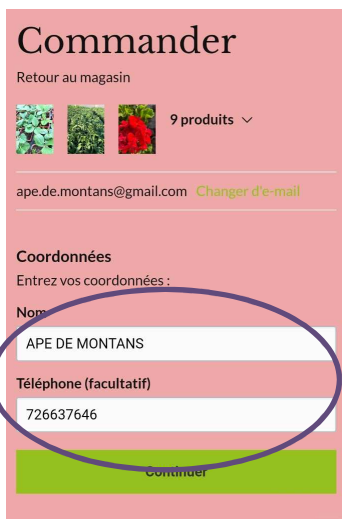 Commander
Retour au magasin
9 produits
ape.de.montans@gmail.com Changer d'e-mail
Coordonnées
Entrez vos coordonnées :
Nom
APE DE MONTANS
Téléphone (facultatif)
726637646
Continuer